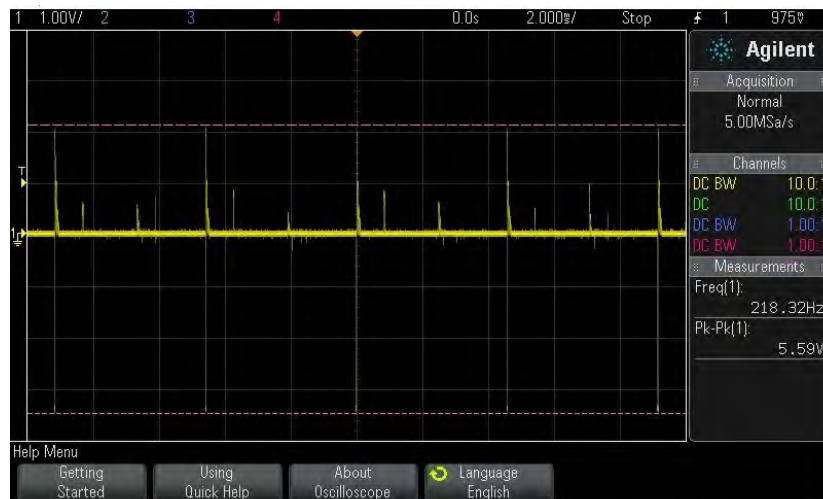 1 1.00V/ 2 3 4 0.0s 2.000ms/ Stop 1 975V
Agilent
Acquisition
Normal
5.00MSa/s
Channels
DC BW 10.0:1
DC 10.0:1
DC BW 1.00:1
DC BW 1.00:1
Measurements
Freq(1):
218.32Hz
Pk-Pk(1):
5.59V
T
1
Help Menu
Getting
Started
Using
Quick Help
About
Oscilloscope
Language
English